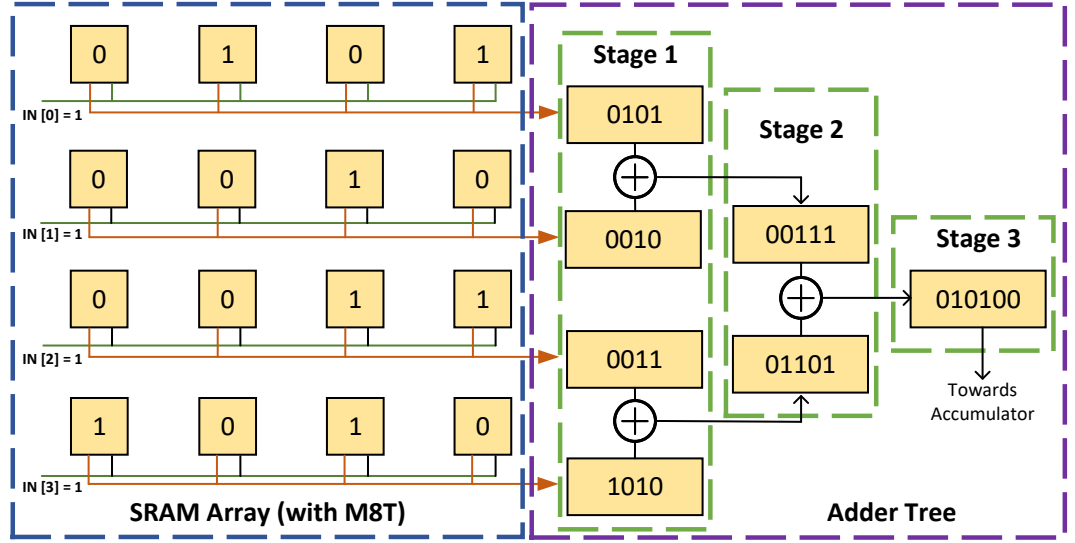 0 1 0 1
IN [0] = 1
0 0 1 0
IN [1] = 1
0 0 1 1
IN [2] = 1
1 0 1 0
IN [3] = 1
SRAM Array (with M8T)
Stage 1
0101
0010
0011
1010
Stage 2
00111
01101
Stage 3
010100
Towards
Accumulator
Adder Tree